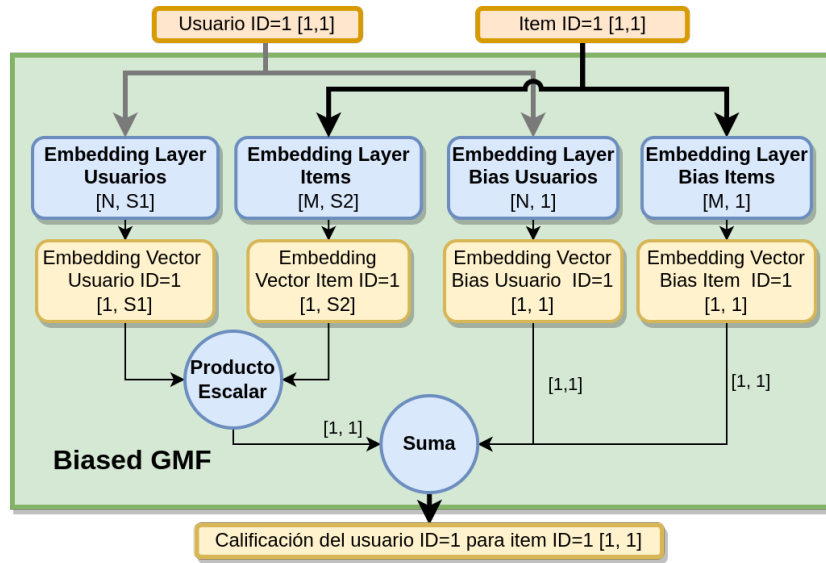 Usuario ID=1 [1,1]
Item ID=1 [1,1]
Embedding Layer
Usuarios
[N, S1]
Embedding Layer
Items
[M, S2]
Embedding Layer
Bias Usuarios
[N, 1]
Embedding Layer
Bias Items
[M, 1]
Embedding Vector
Usuario ID=1
[1, S1]
Embedding
Vector Item ID=1
[1, S2]
Embedding Vector
Bias Usuario ID=1
[1, 1]
Embedding Vector
Bias Item ID=1
[1, 1]
Producto
Escalar
[1,1]
[1, 1]
[1, 1]
Suma
Biased GMF
Calificación del usuario ID=1 para item ID=1 [1, 1]